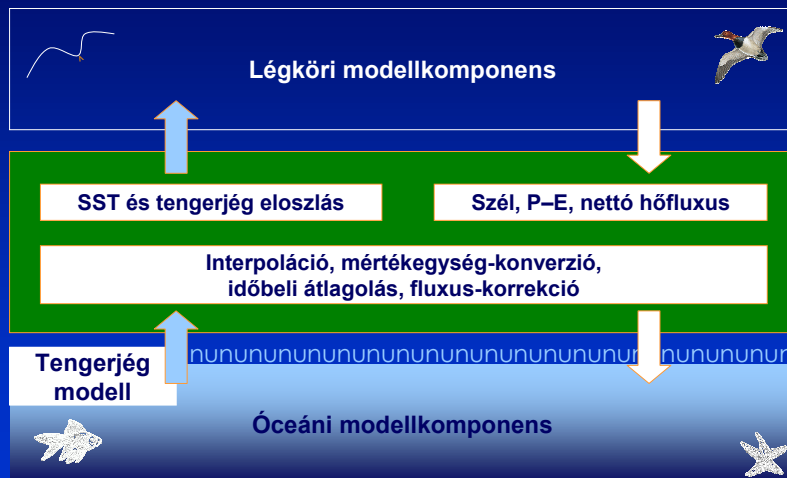 Légköri modellkomponens
SST és tengerjég eloszlás
Szél, P–E, nettó hőfluxus
Interpoláció, mértékegység-konverzió,
időbeli átlagolás, fluxus-korrekció
Tengerjég
modell
Óceáni modellkomponens